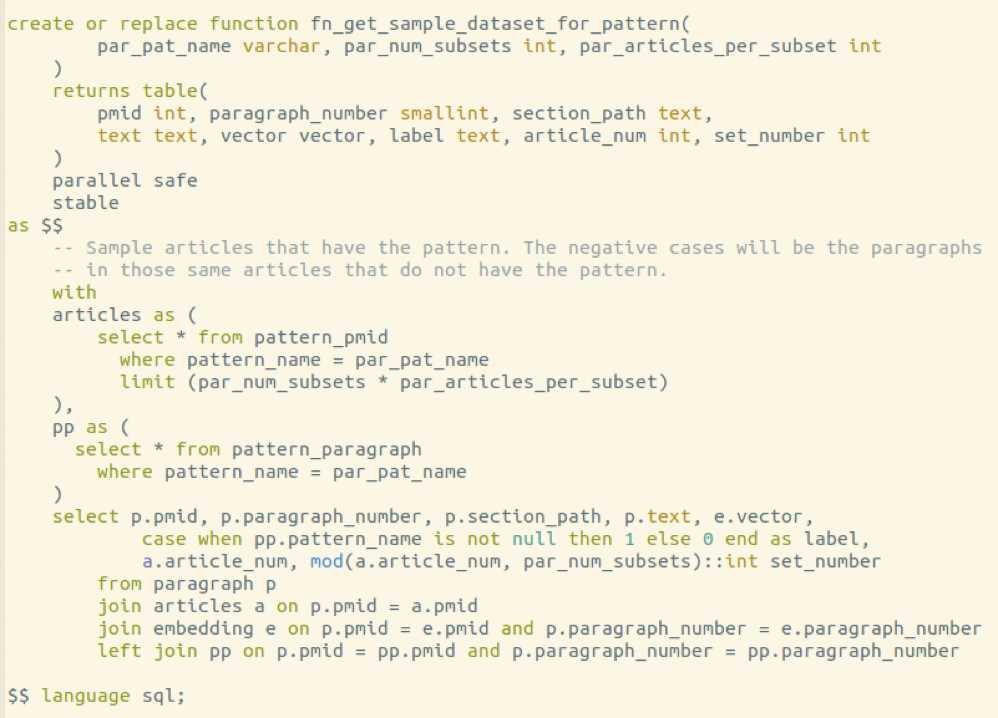 create or replace function fn_get_sample_dataset_for_pattern(
        par_pat_name varchar, par_num_subsets int, par_articles_per_subset int
    )
    returns table(
        pmid int, paragraph_number smallint, section_path text,
        text text, vector vector, label text, article_num int, set_number int
    )
    parallel safe
    stable
as $$
    -- Sample articles that have the pattern. The negative cases will be the paragraphs
    -- in those same articles that do not have the pattern.
    with
    articles as (
        select * from pattern_pmid
          where pattern_name = par_pat_name
          limit (par_num_subsets * par_articles_per_subset)
    ),
    pp as (
      select * from pattern_paragraph
        where pattern_name = par_pat_name
    )
    select p.pmid, p.paragraph_number, p.section_path, p.text, e.vector,
            case when pp.pattern_name is not null then 1 else 0 end as label,
            a.article_num, mod(a.article_num, par_num_subsets)::int set_number
        from paragraph p
        join articles a on p.pmid = a.pmid
        join embedding e on p.pmid = e.pmid and p.paragraph_number = e.paragraph_number
        left join pp on p.pmid = pp.pmid and p.paragraph_number = pp.paragraph_number

$$ language sql;